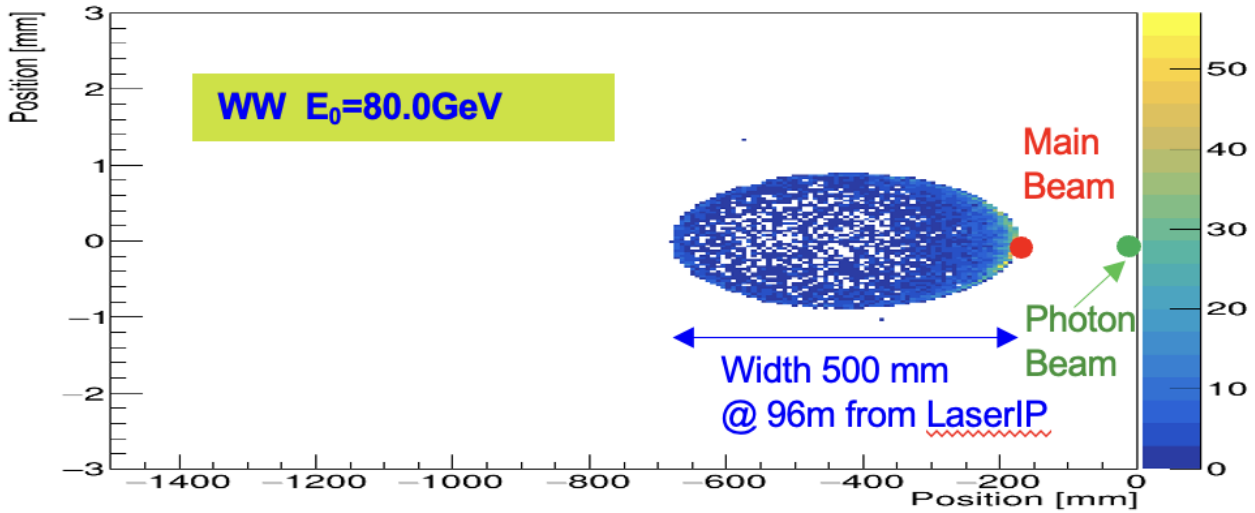 Position [mm]
3
2
1
0
−1
−2
−3
WW E₀=80.0GeV
Main
Beam
Photon
Beam
Width 500 mm
@ 96m from LaserIP
50
40
30
20
10
0
−1400 −1200 −1000 −800 −600 −400 −200 0
Position [mm]